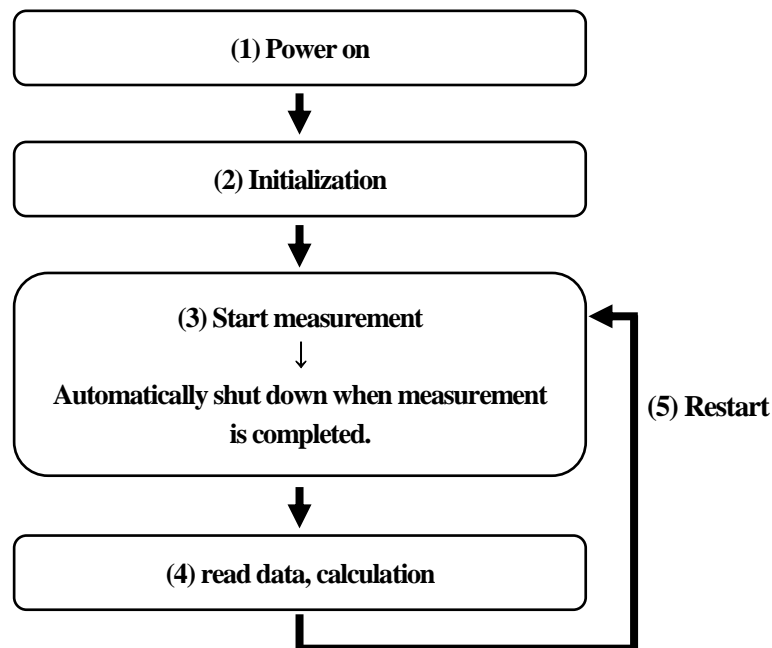 (1) Power on
(2) Initialization
(3) Start measurement
↓
Automatically shut down when measurement
is completed.
(5) Restart
(4) read data, calculation